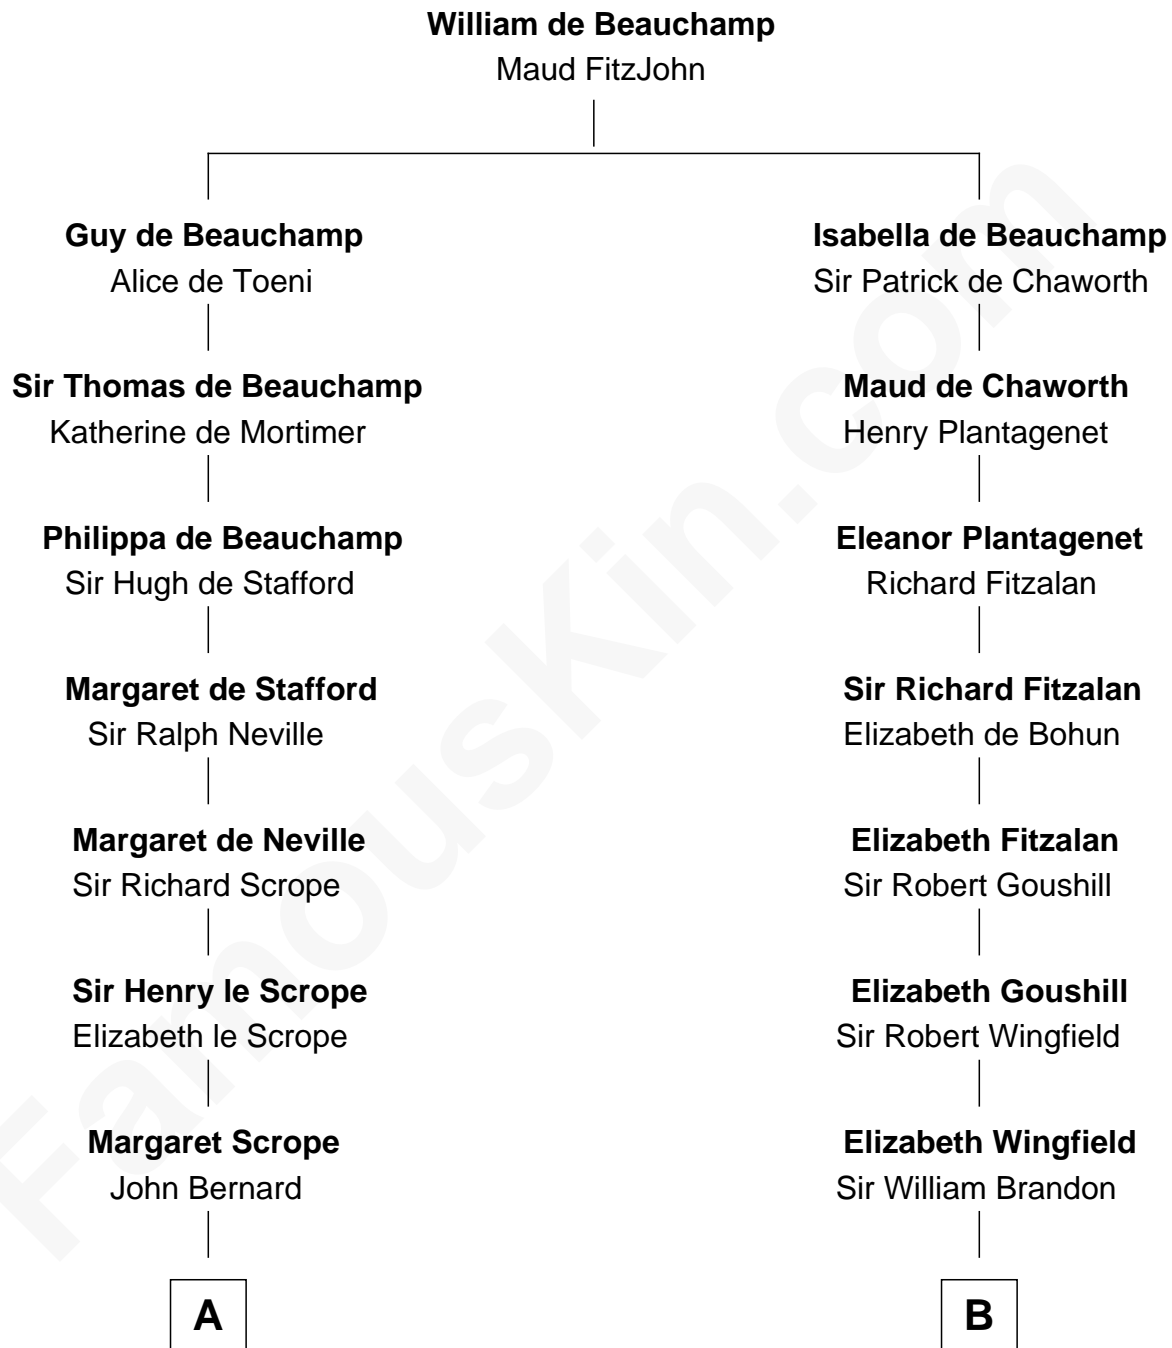 William de Beauchamp
Maud FitzJohn
Guy de Beauchamp
Alice de Toeni
Isabella de Beauchamp
Sir Patrick de Chaworth
Sir Thomas de Beauchamp
Katherine de Mortimer
Maud de Chaworth
Henry Plantagenet
Philippa de Beauchamp
Sir Hugh de Stafford
Eleanor Plantagenet
Richard Fitzalan
Margaret de Stafford
Sir Ralph Neville
Sir Richard Fitzalan
Elizabeth de Bohun
Margaret de Neville
Sir Richard Scrope
Elizabeth Fitzalan
Sir Robert Goushill
Sir Henry le Scrope
Elizabeth le Scrope
Elizabeth Goushill
Sir Robert Wingfield
Margaret Scrope
John Bernard
Elizabeth Wingfield
Sir William Brandon
A
B
FamousKin.com